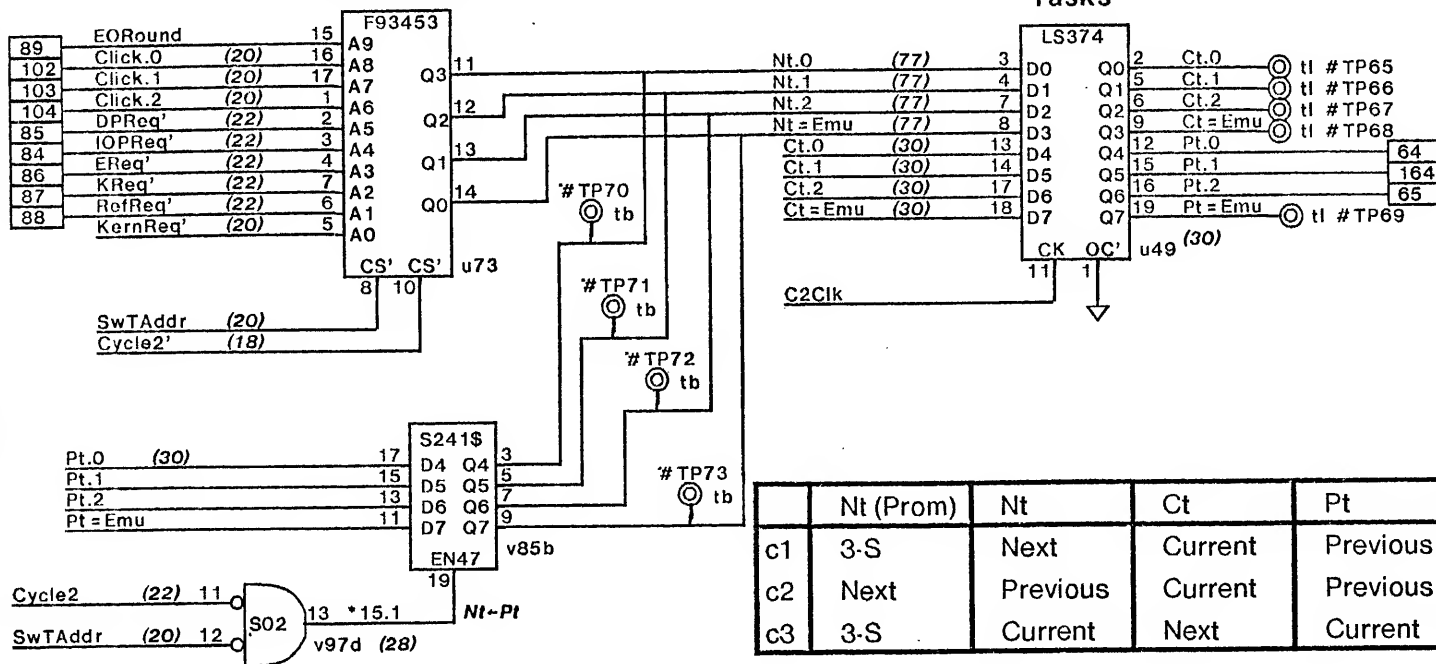 Tasks
F93453
89 EORound 15 A9
102 Click.0 (20) 16 A8
103 Click.1 (20) 17 A7
104 Click.2 (20) 1 A6
85 DPReq' (22) 2 A5
84 IOPReq' (22) 3 A4
86 EReq' (22) 4 A3
87 KReq' (22) 7 A2
88 RefReq' (22) 6 A1
KernReq' (20) 5 A0
Q3 11
Q2 12
Q1 13
Q0 14
CS' CS' u73
8 10
SwTAddr (20)
Cycle2' (18)
LS374
Nt.0 (77) 3 D0 Q0 2 Ct.0 tl #TP65
Nt.1 (77) 4 D1 Q1 5 Ct.1 tl #TP66
Nt.2 (77) 7 D2 Q2 6 Ct.2 tl #TP67
Nt=Emu (77) 8 D3 Q3 9 Ct=Emu tl #TP68
Ct.0 (30) 13 D4 Q4 12 Pt.0 64
Ct.1 (30) 14 D5 Q5 15 Pt.1 164
Ct.2 (30) 17 D6 Q6 16 Pt.2 65
Ct=Emu (30) 18 D7 Q7 19 Pt=Emu tl #TP69
CK OC' u49 (30)
11 1
C2Clk
#TP70
tb
#TP71
tb
#TP72
tb
#TP73
tb
S241$
Pt.0 (30) 17 D4 Q4 3
Pt.1 15 D5 Q5 5
Pt.2 13 D6 Q6 7
Pt=Emu 11 D7 Q7 9
EN47 v85b
19
Cycle2 (22) 11
S02 13 *15.1 Nt←Pt
SwTAddr (20) 12 v97d (28)
Nt (Prom) Nt Ct Pt
c1 3-S Next Current Previous
c2 Next Previous Current Previous
c3 3-S Current Next Current